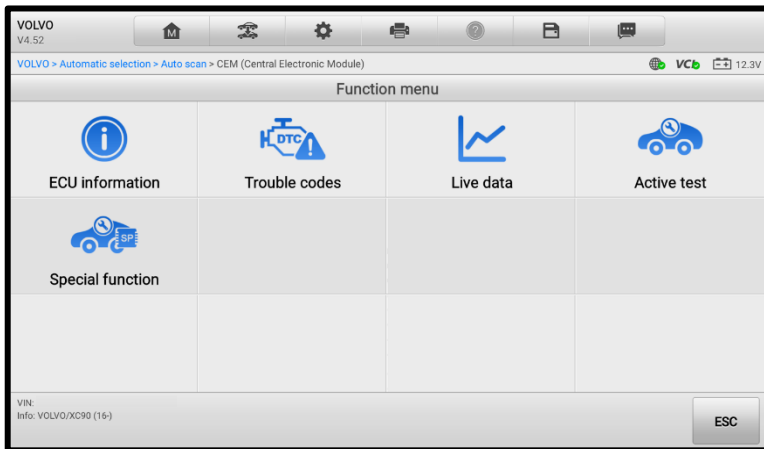 VOLVO
V4.52
M
?
VOLVO > Automatic selection > Auto scan > CEM (Central Electronic Module)
VCI
12.3V
Function menu
i
DTC
ECU information
Trouble codes
Live data
Active test
SP
Special function
VIN:
Info: VOLVO/XC90 (16-)
ESC